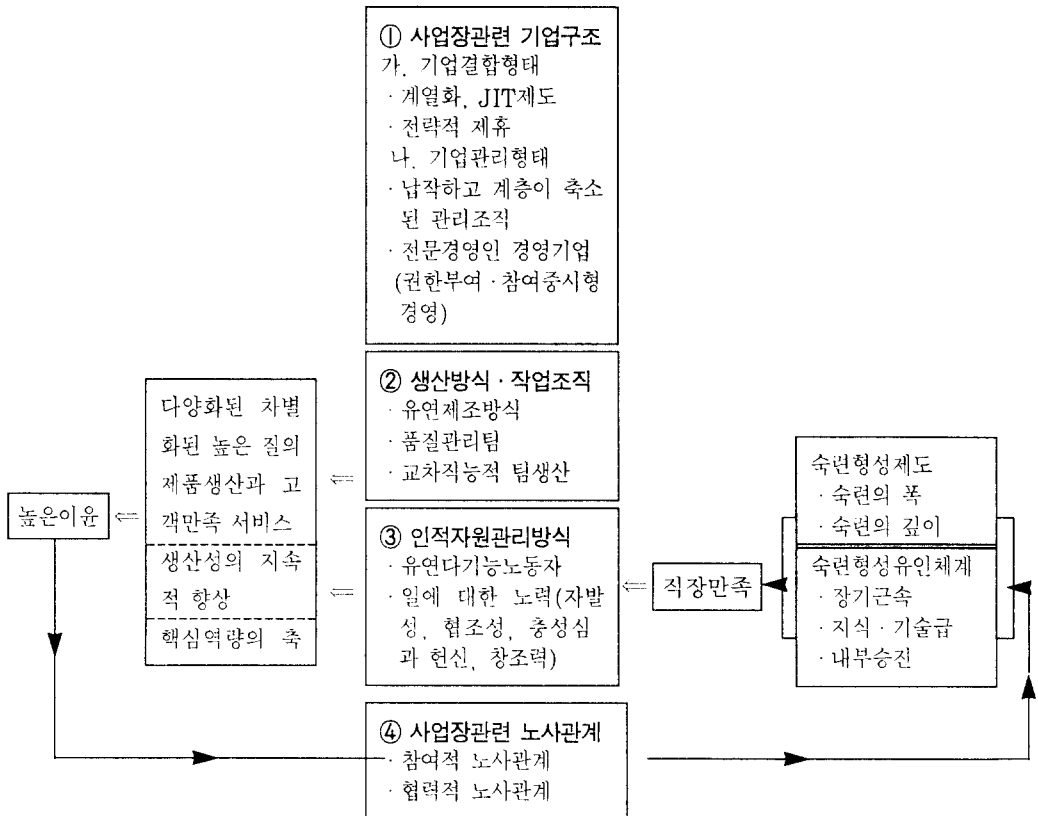 ① 사업장관련 기업구조
가. 기업결합형태
· 계열화, JIT제도
· 전략적 제휴
나. 기업관리형태
· 납작하고 계층이 축소
된 관리조직
· 전문경영인 경영기업
(권한부여 · 참여중시형
경영)
② 생산방식 · 작업조직
· 유연제조방식
· 품질관리팀
· 교차직능적 팀생산
다양화된 차별
화된 높은 질의
제품생산과 고
객만족 서비스
생산성의 지속
적 향상
핵심역량의 축
높은이윤
③ 인적자원관리방식
· 유연다기능노동자
· 일에 대한 노력(자발
성, 협조성, 충성심
과 헌신, 창조력)
직장만족
숙련형성제도
· 숙련의 폭
· 숙련의 깊이
숙련형성유인체계
· 장기근속
· 지식 · 기술급
· 내부승진
④ 사업장관련 노사관계
· 참여적 노사관계
· 협력적 노사관계